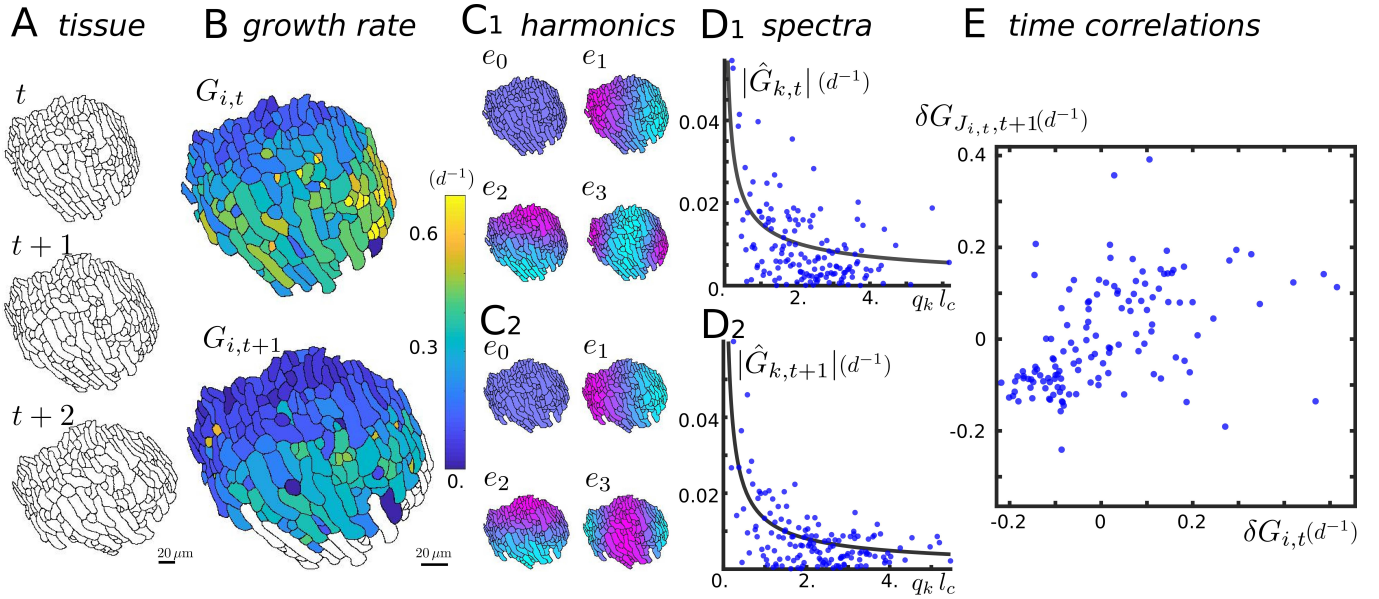 A tissue
t
t + 1
t + 2
20 μm
B growth rate
G_{i,t}
(d^{-1})
0.6
0.3
0.
G_{i,t+1}
20 μm
C1 harmonics
e_0 e_1
e_2 e_3
C2
e_0 e_1
e_2 e_3
D1 spectra
|Ĝ_{k,t}| (d^{-1})
0.04
0.02
0
0. 2. 4. q_k l_c
D2
|Ĝ_{k,t+1}| (d^{-1})
0.04
0.02
0. 2. 4. q_k l_c
E time correlations
δG_{J_{i,t},t+1} (d^{-1})
0.4
0.2
0
-0.2
-0.2 0 0.2
δG_{i,t} (d^{-1})